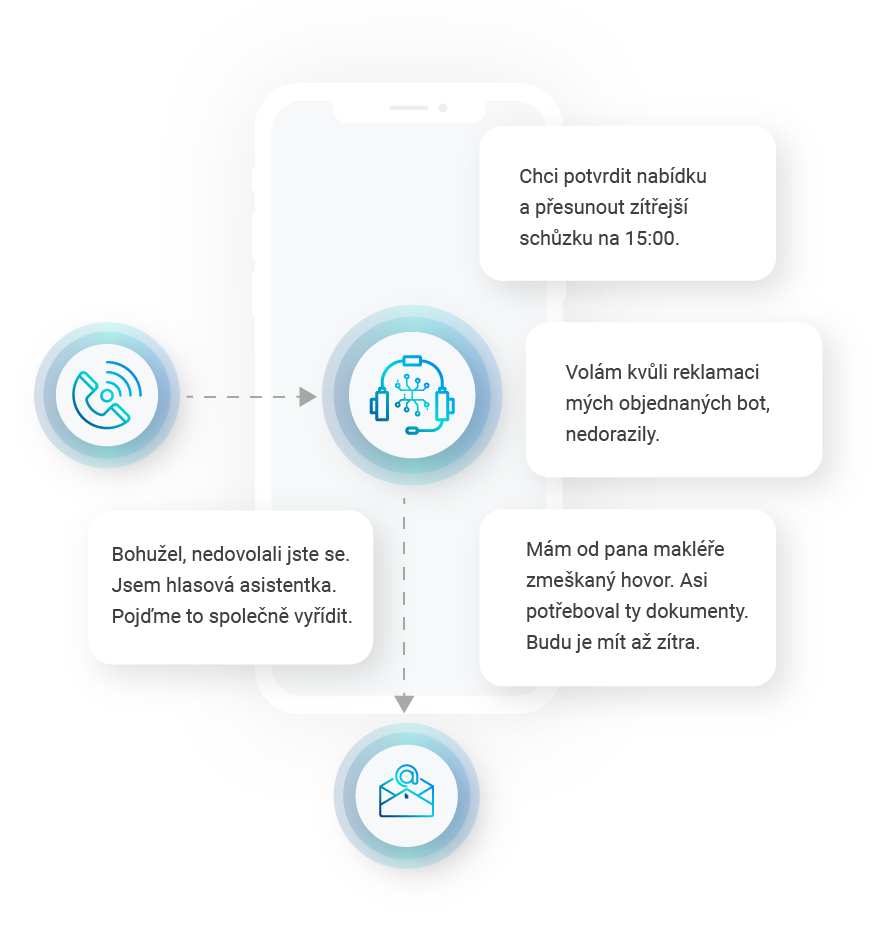 Chci potvrdit nabídku
a přesunout zítřejší
schůzku na 15:00.
Volám kvůli reklamaci
mých objednaných bot,
nedorazily.
Bohužel, nedovolali jste se.
Jsem hlasová asistentka.
Pojďme to společně vyřídit.
Mám od pana makléře
zmeškaný hovor. Asi
potřeboval ty dokumenty.
Budu je mít až zítra.